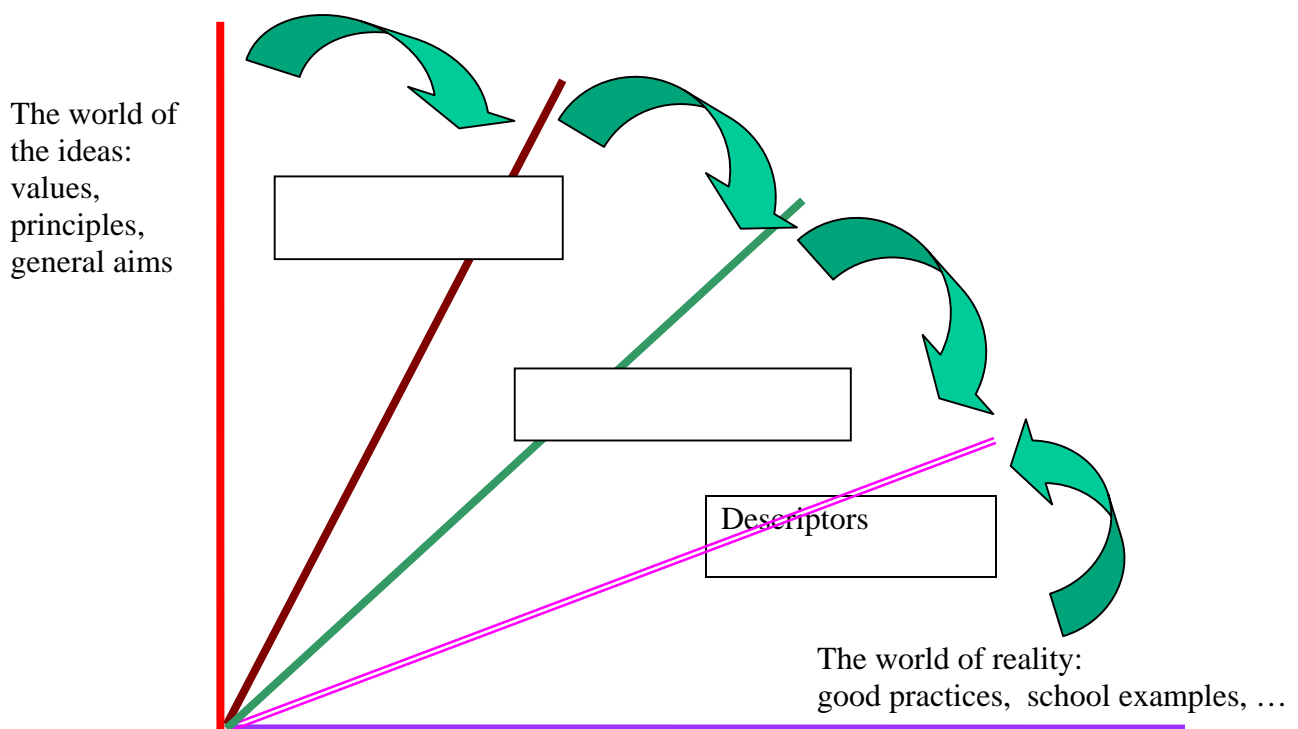 The world of
the ideas:
values,
principles,
general aims
Descriptors
The world of reality:
good practices,  school examples, …